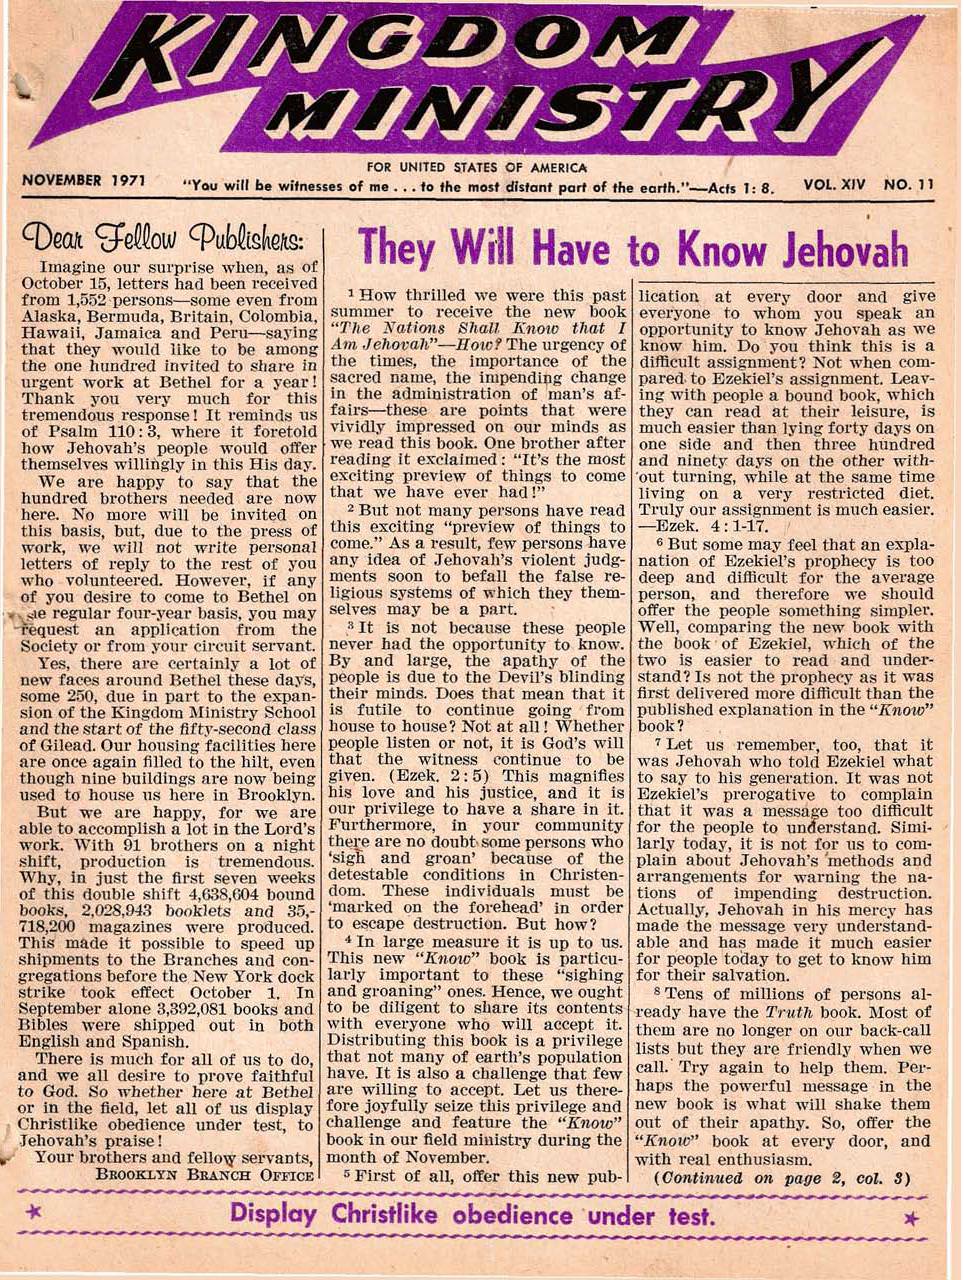 KINGDOM
MINISTRY
FOR UNITED STATES OF AMERICA
NOVEMBER 1971 "You will be witnesses of me . . . to the most distant part of the earth."—Acts 1: 8. VOL. XIV NO. 11
Dear Fellow Publishers:
Imagine our surprise when, as of
October 15, letters had been received
from 1,552 persons—some even from
Alaska, Bermuda, Britain, Colombia,
Hawaii, Jamaica and Peru—saying
that they would like to be among
the one hundred invited to share in
urgent work at Bethel for a year!
Thank you very much for this
tremendous response! It reminds us
of Psalm 110:3, where it foretold
how Jehovah's people would offer
themselves willingly in this His day.
We are happy to say that the
hundred brothers needed are now
here. No more will be invited on
this basis, but, due to the press of
work, we will not write personal
letters of reply to the rest of you
who volunteered. However, if any
of you desire to come to Bethel on
regular four-year basis, you may
request an application from the
Society or from your circuit servant.
Yes, there are certainly a lot of
new faces around Bethel these days,
some 250, due in part to the expan-
sion of the Kingdom Ministry School
and the start of the fifty-second class
of Gilead. Our housing facilities here
are once again filled to the hilt, even
though nine buildings are now being
used to house us here in Brooklyn.
But we are happy, for we are
able to accomplish a lot in the Lord's
work. With 91 brothers on a night
shift, production is tremendous.
Why, in just the first seven weeks
of this double shift 4,638,604 bound
books, 2,028,943 booklets and 35,-
718,200 magazines were produced.
This made it possible to speed up
shipments to the Branches and con-
gregations before the New York dock
strike took effect October 1. In
September alone 3,392,081 books and
Bibles were shipped out in both
English and Spanish.
There is much for all of us to do,
and we all desire to prove faithful
to God. So whether here at Bethel
or in the field, let all of us display
Christlike obedience under test, to
Jehovah's praise!
Your brothers and fellow servants,
BROOKLYN BRANCH OFFICE
They Will Have to Know Jehovah
1 How thrilled we were this past
summer to receive the new book
"The Nations Shall Know that I
Am Jehovah"—How? The urgency of
the times, the importance of the
sacred name, the impending change
in the administration of man's af-
fairs—these are points that were
vividly impressed on our minds as
we read this book. One brother after
reading it exclaimed: "It's the most
exciting preview of things to come
that we have ever had!"
2 But not many persons have read
this exciting "preview of things to
come." As a result, few persons have
any idea of Jehovah's violent judg-
ments soon to befall the false re-
ligious systems of which they them-
selves may be a part.
3 It is not because these people
never had the opportunity to know.
By and large, the apathy of the
people is due to the Devil's blinding
their minds. Does that mean that it
is futile to continue going from
house to house? Not at all! Whether
people listen or not, it is God's will
that the witness continue to be
given. (Ezek. 2:5) This magnifies
his love and his justice, and it is
our privilege to have a share in it.
Furthermore, in your community
there are no doubt some persons who
'sigh and groan' because of the
detestable conditions in Christen-
dom. These individuals must be
'marked on the forehead' in order
to escape destruction. But how?
4 In large measure it is up to us.
This new "Know" book is particu-
larly important to these "sighing
and groaning" ones. Hence, we ought
to be diligent to share its contents
with everyone who will accept it.
Distributing this book is a privilege
that not many of earth's population
have. It is also a challenge that few
are willing to accept. Let us there-
fore joyfully seize this privilege and
challenge and feature the "Know"
book in our field ministry during the
month of November.
5 First of all, offer this new pub-
lication at every door and give
everyone to whom you speak an
opportunity to know Jehovah as we
know him. Do you think this is a
difficult assignment? Not when com-
pared to Ezekiel's assignment. Leav-
ing with people a bound book, which
they can read at their leisure, is
much easier than lying forty days on
one side and then three hundred
and ninety days on the other with-
out turning, while at the same time
living on a very restricted diet.
Truly our assignment is much easier.
—Ezek. 4:1-17.
6 But some may feel that an expla-
nation of Ezekiel's prophecy is too
deep and difficult for the average
person, and therefore we should
offer the people something simpler.
Well, comparing the new book with
the book of Ezekiel, which of the
two is easier to read and under-
stand? Is not the prophecy as it was
first delivered more difficult than the
published explanation in the "Know"
book?
7 Let us remember, too, that it
was Jehovah who told Ezekiel what
to say to his generation. It was not
Ezekiel's prerogative to complain
that it was a message too difficult
for the people to understand. Simi-
larly today, it is not for us to com-
plain about Jehovah's methods and
arrangements for warning the na-
tions of impending destruction.
Actually, Jehovah in his mercy has
made the message very understand-
able and has made it much easier
for people today to get to know him
for their salvation.
8 Tens of millions of persons al-
ready have the Truth book. Most of
them are no longer on our back-call
lists but they are friendly when we
call. Try again to help them. Per-
haps the powerful message in the
new book is what will shake them
out of their apathy. So, offer the
"Know" book at every door, and
with real enthusiasm.
(Continued on page 2, col. 3)
Display Christlike obedience under test.